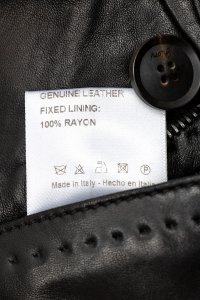 GENUINE LEATHER
FIXED LINING:
100% RAYON
Made in Italy - Hecho en Italia